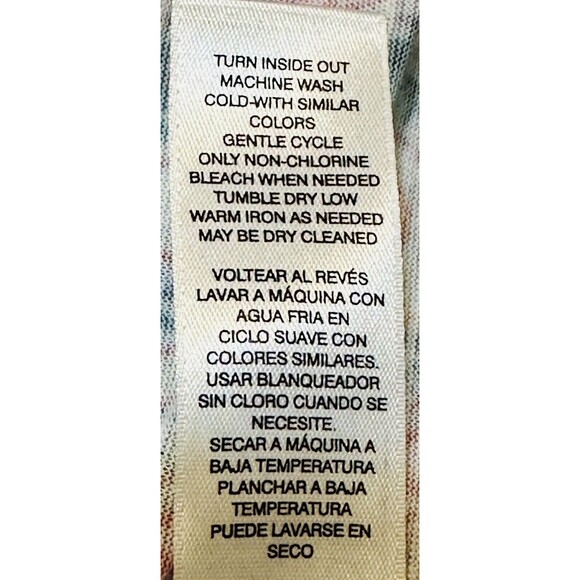 TURN INSIDE OUT
MACHINE WASH
COLD-WITH SIMILAR
COLORS
GENTLE CYCLE
ONLY NON-CHLORINE
BLEACH WHEN NEEDED
TUMBLE DRY LOW
WARM IRON AS NEEDED
MAY BE DRY CLEANED
VOLTEAR AL REVÉS
LAVAR A MÁQUINA CON
AGUA FRIA EN
CICLO SUAVE CON
COLORES SIMILARES.
USAR BLANQUEADOR
SIN CLORO CUANDO SE
NECESITE.
SECAR A MÁQUINA A
BAJA TEMPERATURA
PLANCHAR A BAJA
TEMPERATURA
PUEDE LAVARSE EN
SECO